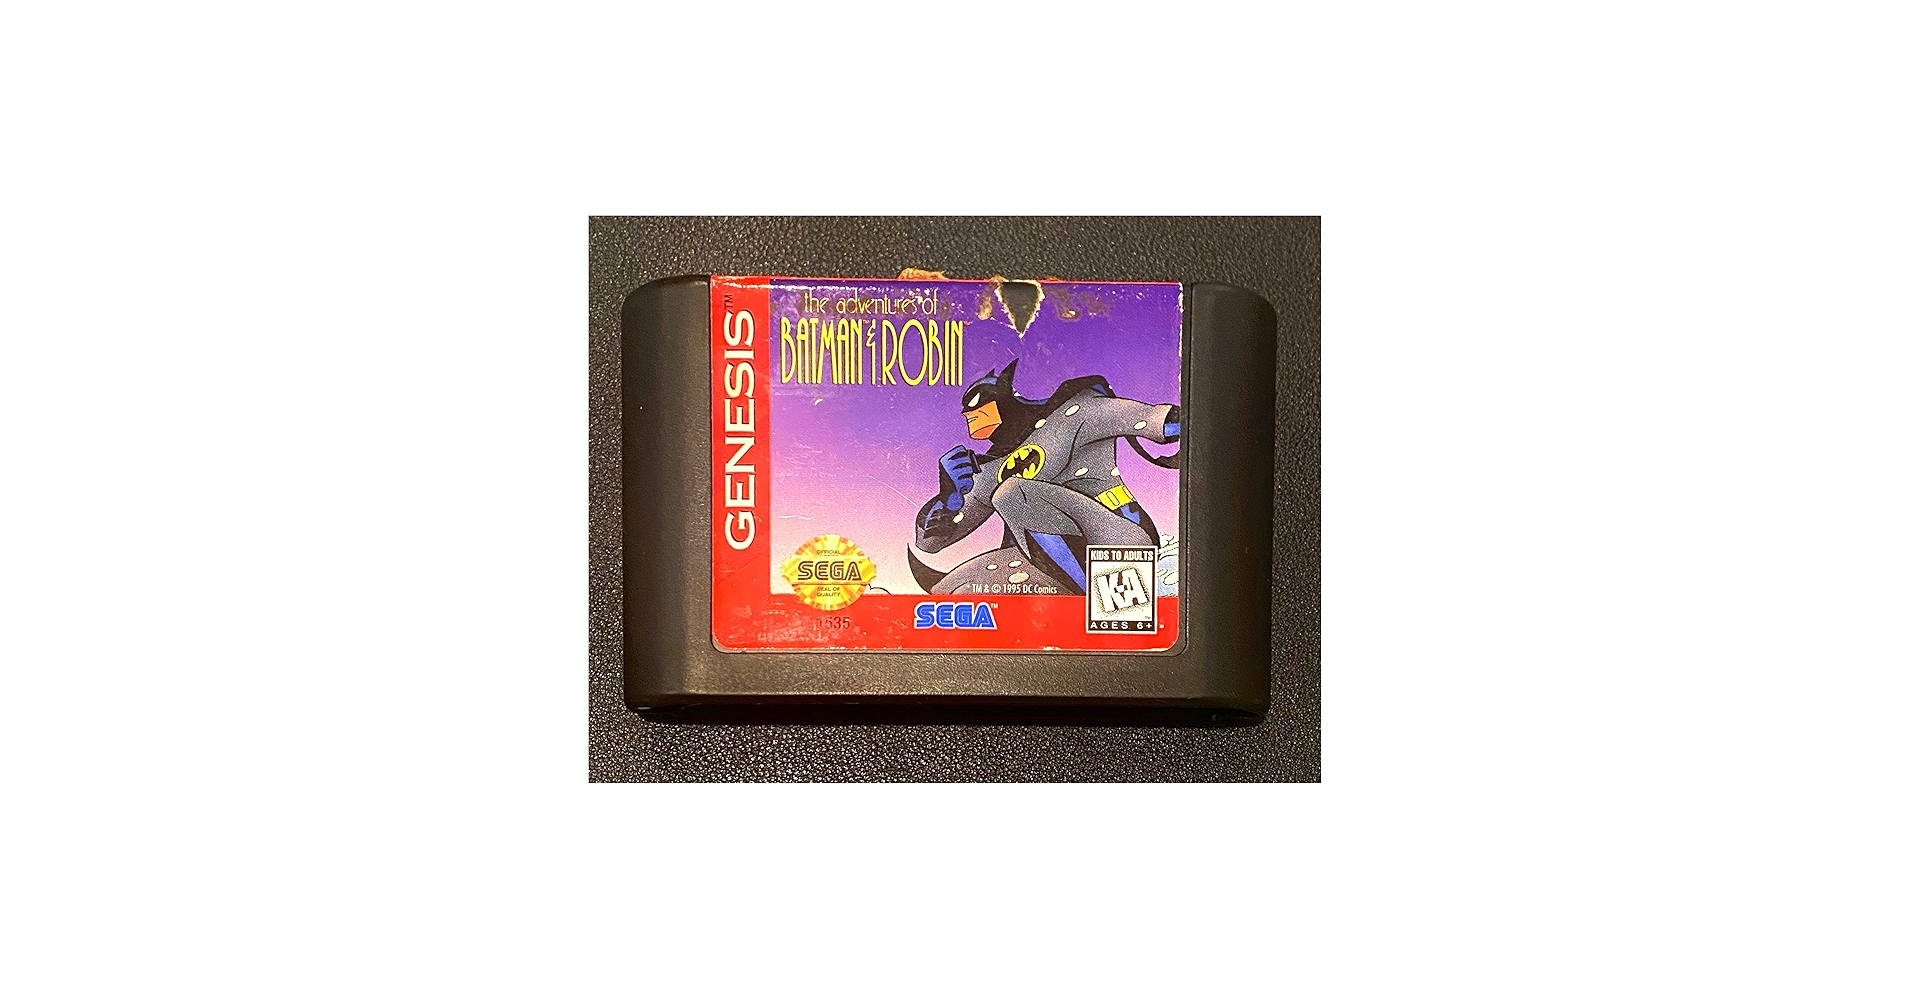 GENESIS™
the adventures of
BATMAN & ROBIN
OFFICIAL
SEGA
SEAL OF
QUALITY
TM & © 1995 DC Comics
SEGA™
KIDS TO ADULTS
K-A
AGES 6+